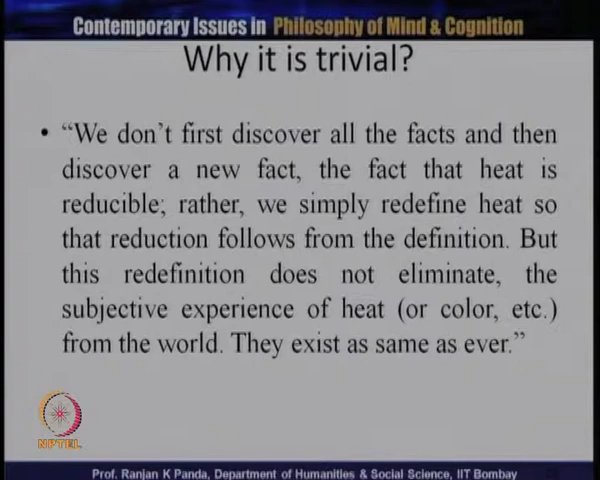 Contemporary Issues in Philosophy of Mind & Cognition
Why it is trivial?
• “We don’t first discover all the facts and then
discover a new fact, the fact that heat is
reducible; rather, we simply redefine heat so
that reduction follows from the definition. But
this redefinition does not eliminate, the
subjective experience of heat (or color, etc.)
from the world. They exist as same as ever.”
NPTEL
Prof. Ranjan K Panda, Department of Humanities & Social Science, IIT Bombay